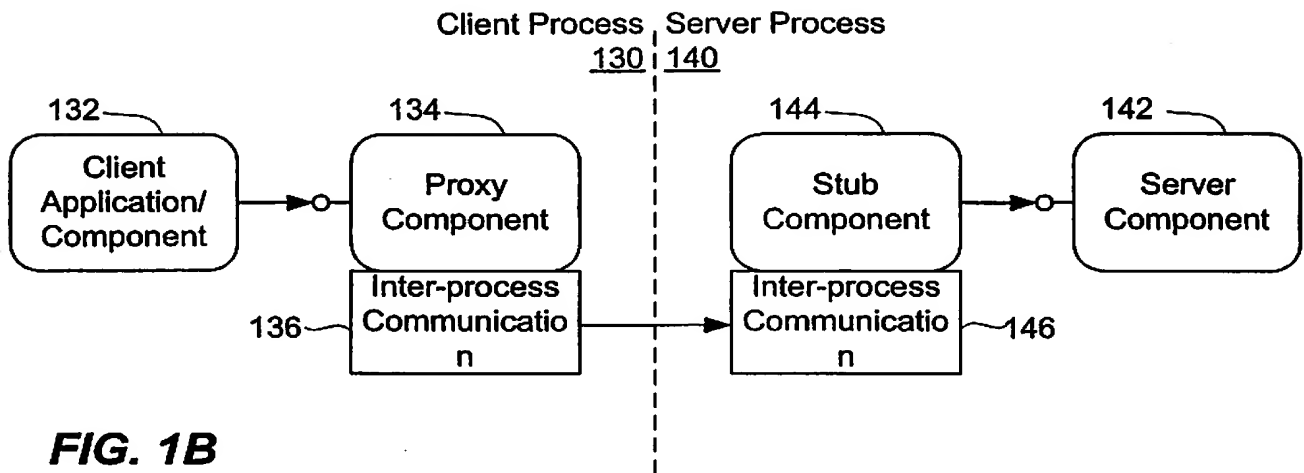 Client Process
Server Process
130
140
132
134
144
142
Client
Application/
Component
Proxy
Component
Stub
Component
Server
Component
136
Inter-process
Communicatio
n
Inter-process
Communicatio
n
146
FIG. 1B